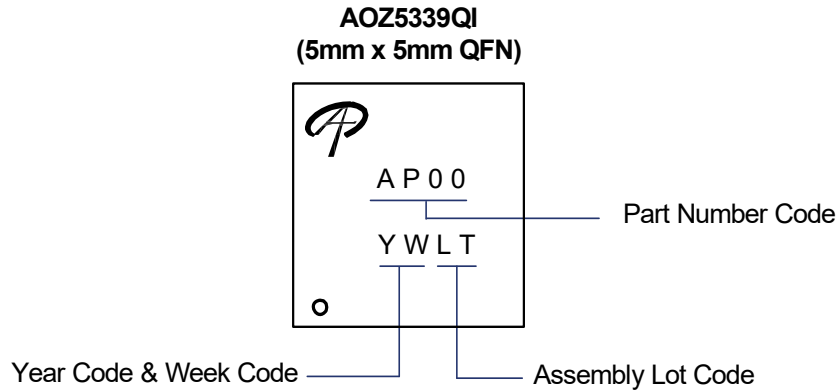 AOZ5339QI
(5mm x 5mm QFN)
AP00
Part Number Code
YWLT
Year Code & Week Code
Assembly Lot Code